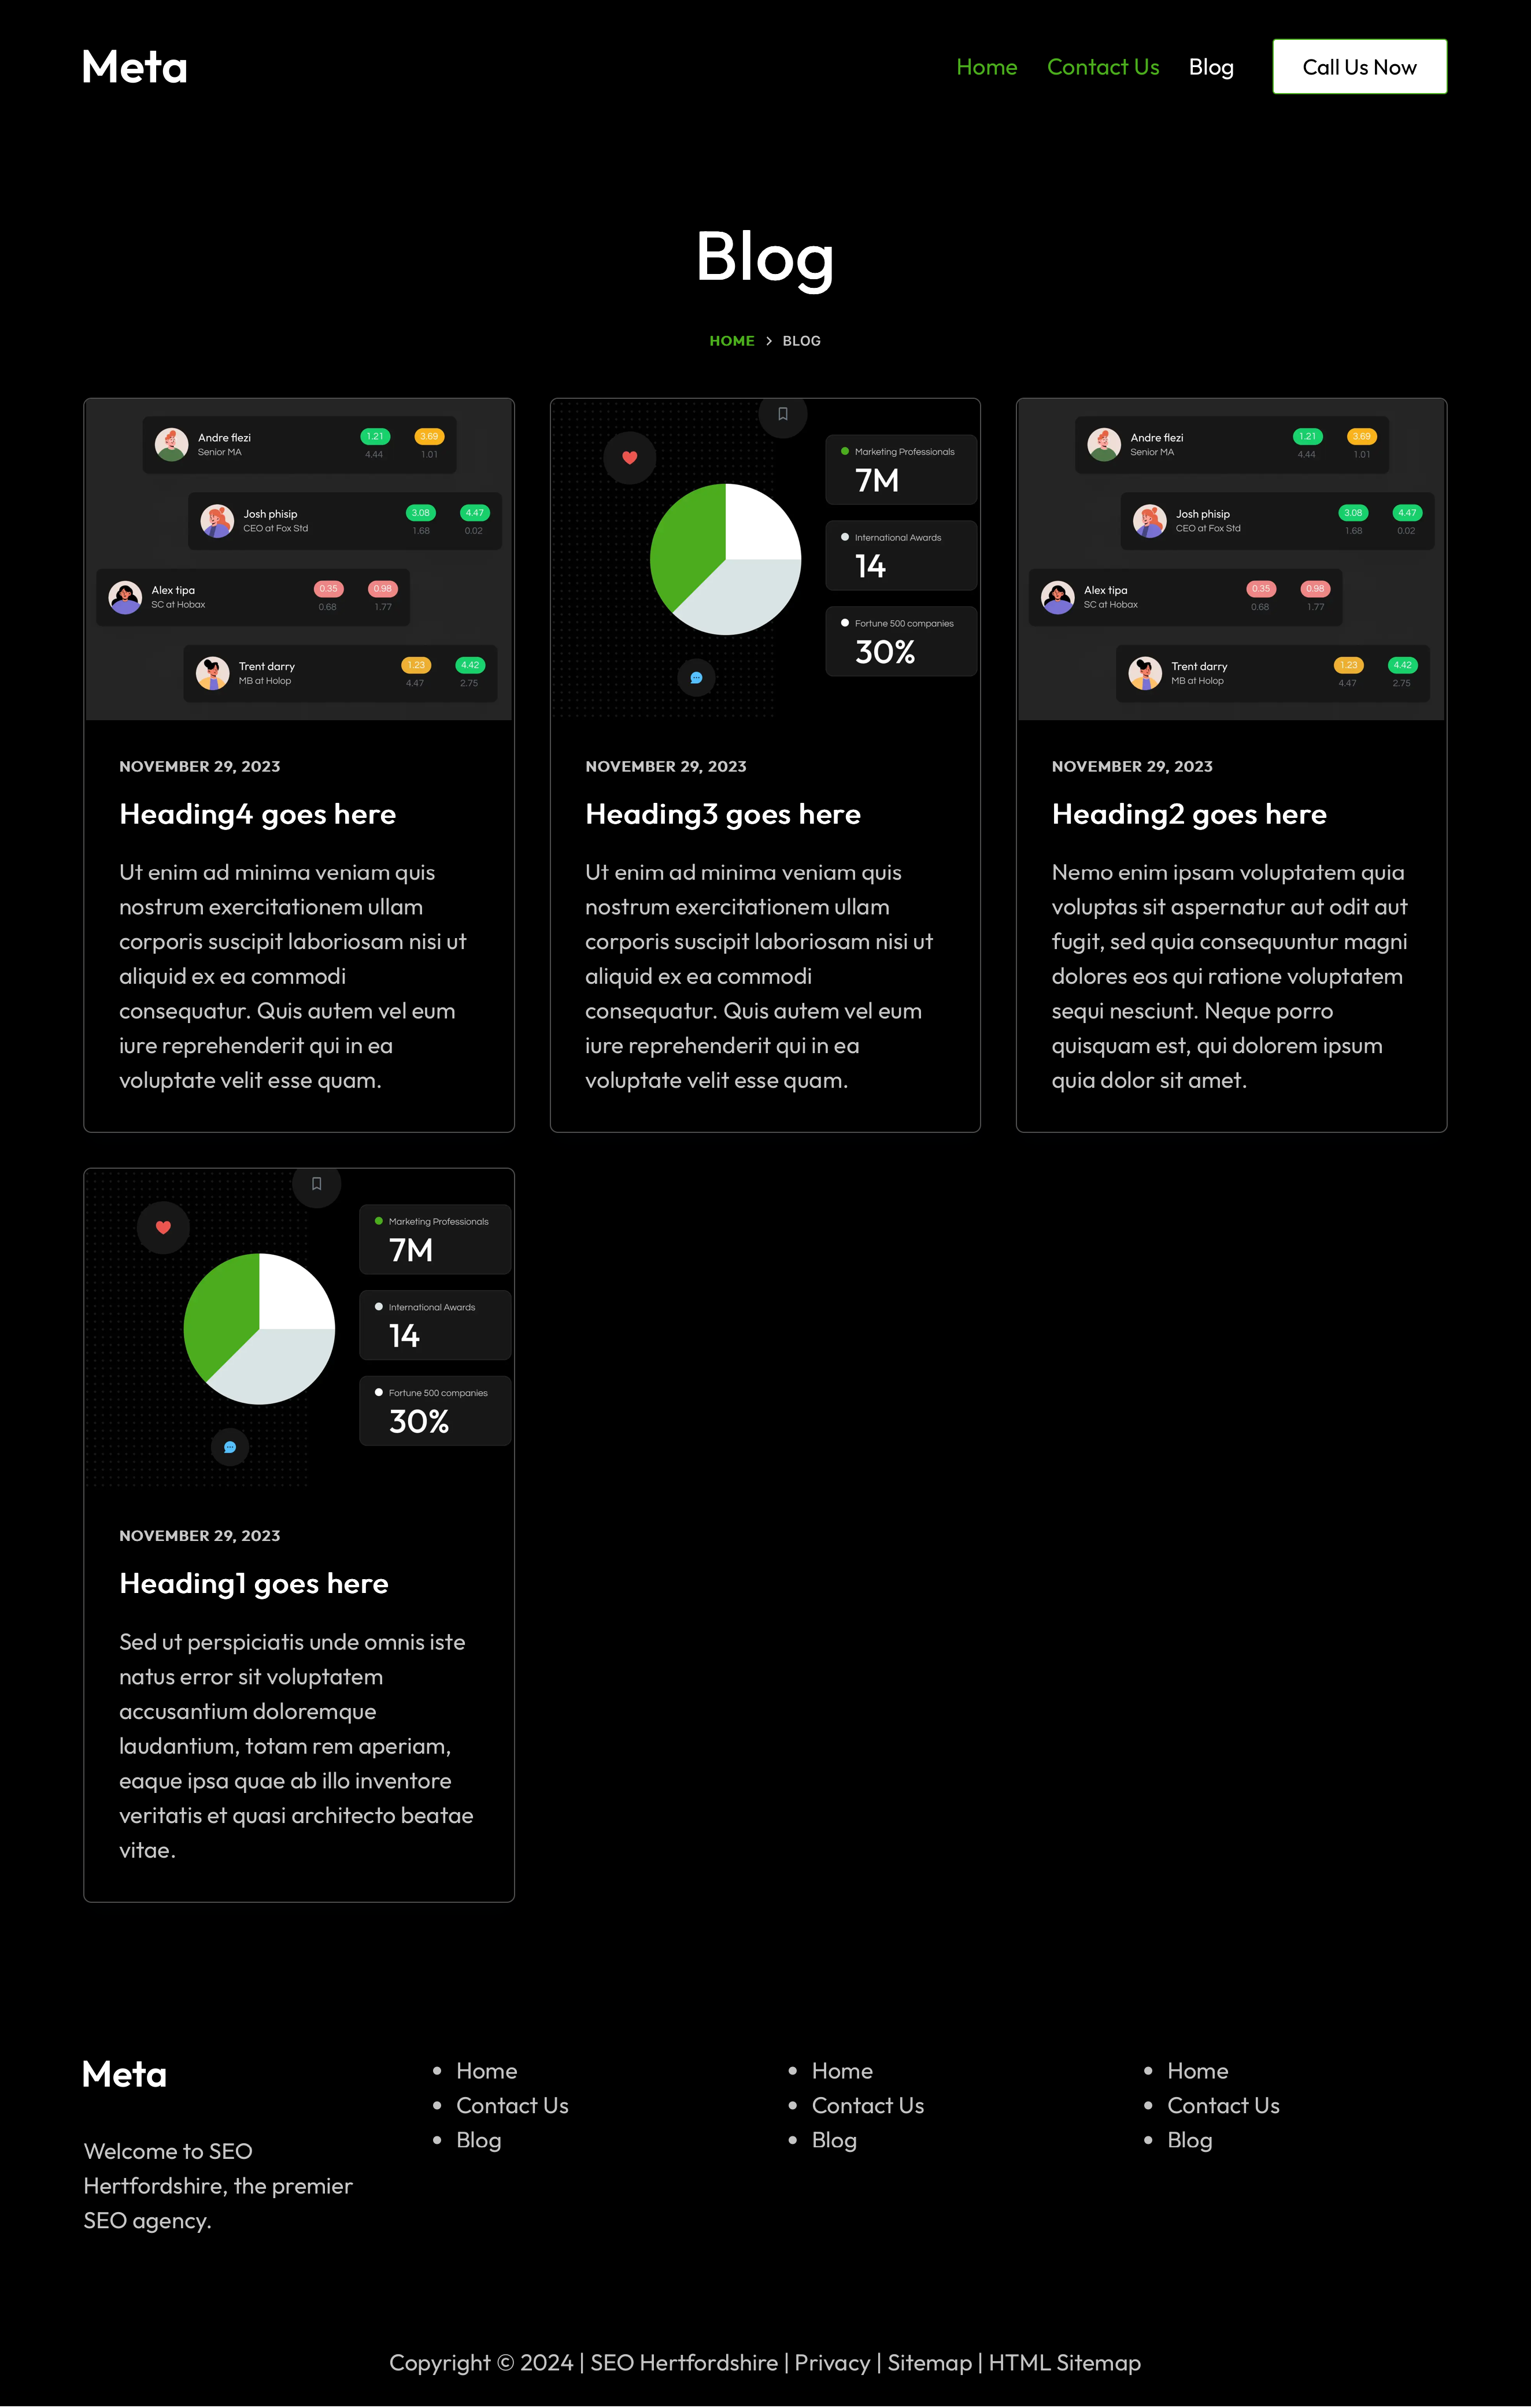 Meta
Home Contact Us Blog Call Us Now
Blog
HOME > BLOG
Andre flezi 1.21 3.69
Senior MA 4.44 1.01
Josh phisip 3.08 4.47
CEO at Fox Std 1.68 0.02
Alex tipa 0.35 0.98
SC at Hobax 0.68 1.77
Trent darry 1.23 4.42
MB at Holop 4.47 2.75
NOVEMBER 29, 2023
Heading4 goes here
Ut enim ad minima veniam quis
nostrum exercitationem ullam
corporis suscipit laboriosam nisi ut
aliquid ex ea commodi
consequatur. Quis autem vel eum
iure reprehenderit qui in ea
voluptate velit esse quam.
Marketing Professionals
7M
International Awards
14
Fortune 500 companies
30%
NOVEMBER 29, 2023
Heading3 goes here
Ut enim ad minima veniam quis
nostrum exercitationem ullam
corporis suscipit laboriosam nisi ut
aliquid ex ea commodi
consequatur. Quis autem vel eum
iure reprehenderit qui in ea
voluptate velit esse quam.
Andre flezi 1.21 3.69
Senior MA 4.44 1.01
Josh phisip 3.08 4.47
CEO at Fox Std 1.68 0.02
Alex tipa 0.35 0.98
SC at Hobax 0.68 1.77
Trent darry 1.23 4.42
MB at Holop 4.47 2.75
NOVEMBER 29, 2023
Heading2 goes here
Nemo enim ipsam voluptatem quia
voluptas sit aspernatur aut odit aut
fugit, sed quia consequuntur magni
dolores eos qui ratione voluptatem
sequi nesciunt. Neque porro
quisquam est, qui dolorem ipsum
quia dolor sit amet.
Marketing Professionals
7M
International Awards
14
Fortune 500 companies
30%
NOVEMBER 29, 2023
Heading1 goes here
Sed ut perspiciatis unde omnis iste
natus error sit voluptatem
accusantium doloremque
laudantium, totam rem aperiam,
eaque ipsa quae ab illo inventore
veritatis et quasi architecto beatae
vitae.
Meta
Welcome to SEO
Hertfordshire, the premier
SEO agency.
• Home
• Contact Us
• Blog
• Home
• Contact Us
• Blog
• Home
• Contact Us
• Blog
Copyright © 2024 | SEO Hertfordshire | Privacy | Sitemap | HTML Sitemap